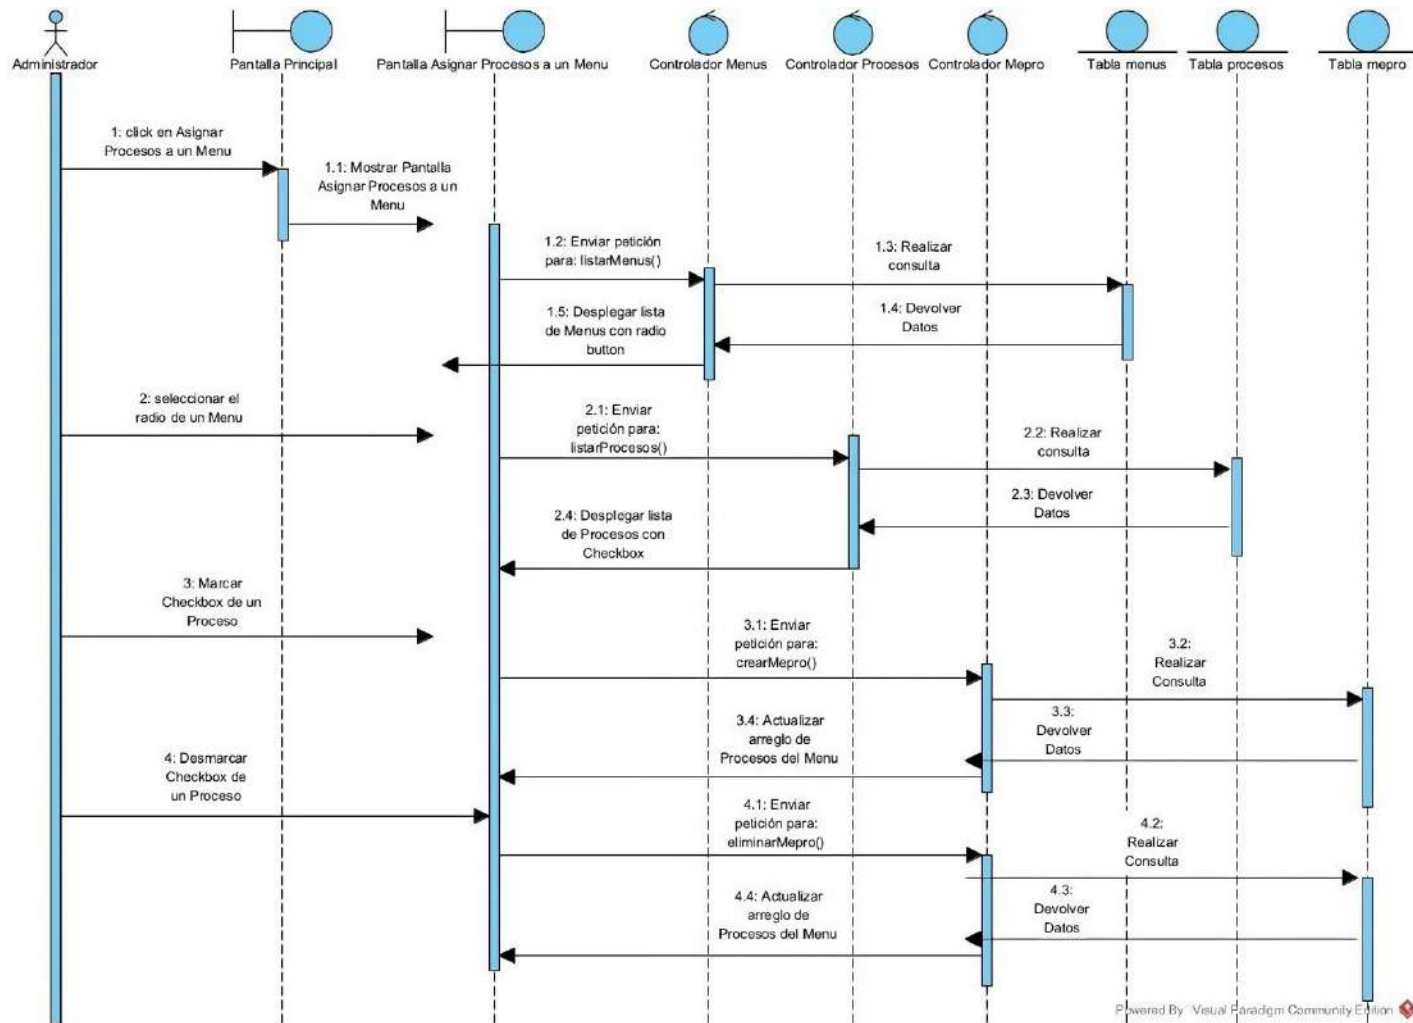 Administrador
Pantalla Principal
Pantalla Asignar Procesos a un Menu
Controlador Menus
Controlador Procesos
Controlador Mepro
Tabla menus
Tabla procesos
Tabla mepro
1: click en Asignar
Procesos a un Menu
1.1: Mostrar Pantalla
Asignar Procesos a un
Menu
1.2: Enviar petición
para: listarMenus()
1.3: Realizar
consulta
1.4: Devolver
Datos
1.5: Desplegar lista
de Menus con radio
button
2: seleccionar el
radio de un Menu
2.1: Enviar
petición para:
listarProcesos()
2.2: Realizar
consulta
2.3: Devolver
Datos
2.4: Desplegar lista
de Procesos con
Checkbox
3: Marcar
Checkbox de un
Proceso
3.1: Enviar
petición para:
crearMepro()
3.2:
Realizar
Consulta
3.3:
Devolver
Datos
3.4: Actualizar
arreglo de
Procesos del Menu
4: Desmarcar
Checkbox de
un Proceso
4.1: Enviar
petición para:
eliminarMepro()
4.2:
Realizar
Consulta
4.3:
Devolver
Datos
4.4: Actualizar
arreglo de
Procesos del Menu
Powered By Visual Paradigm Community Edition